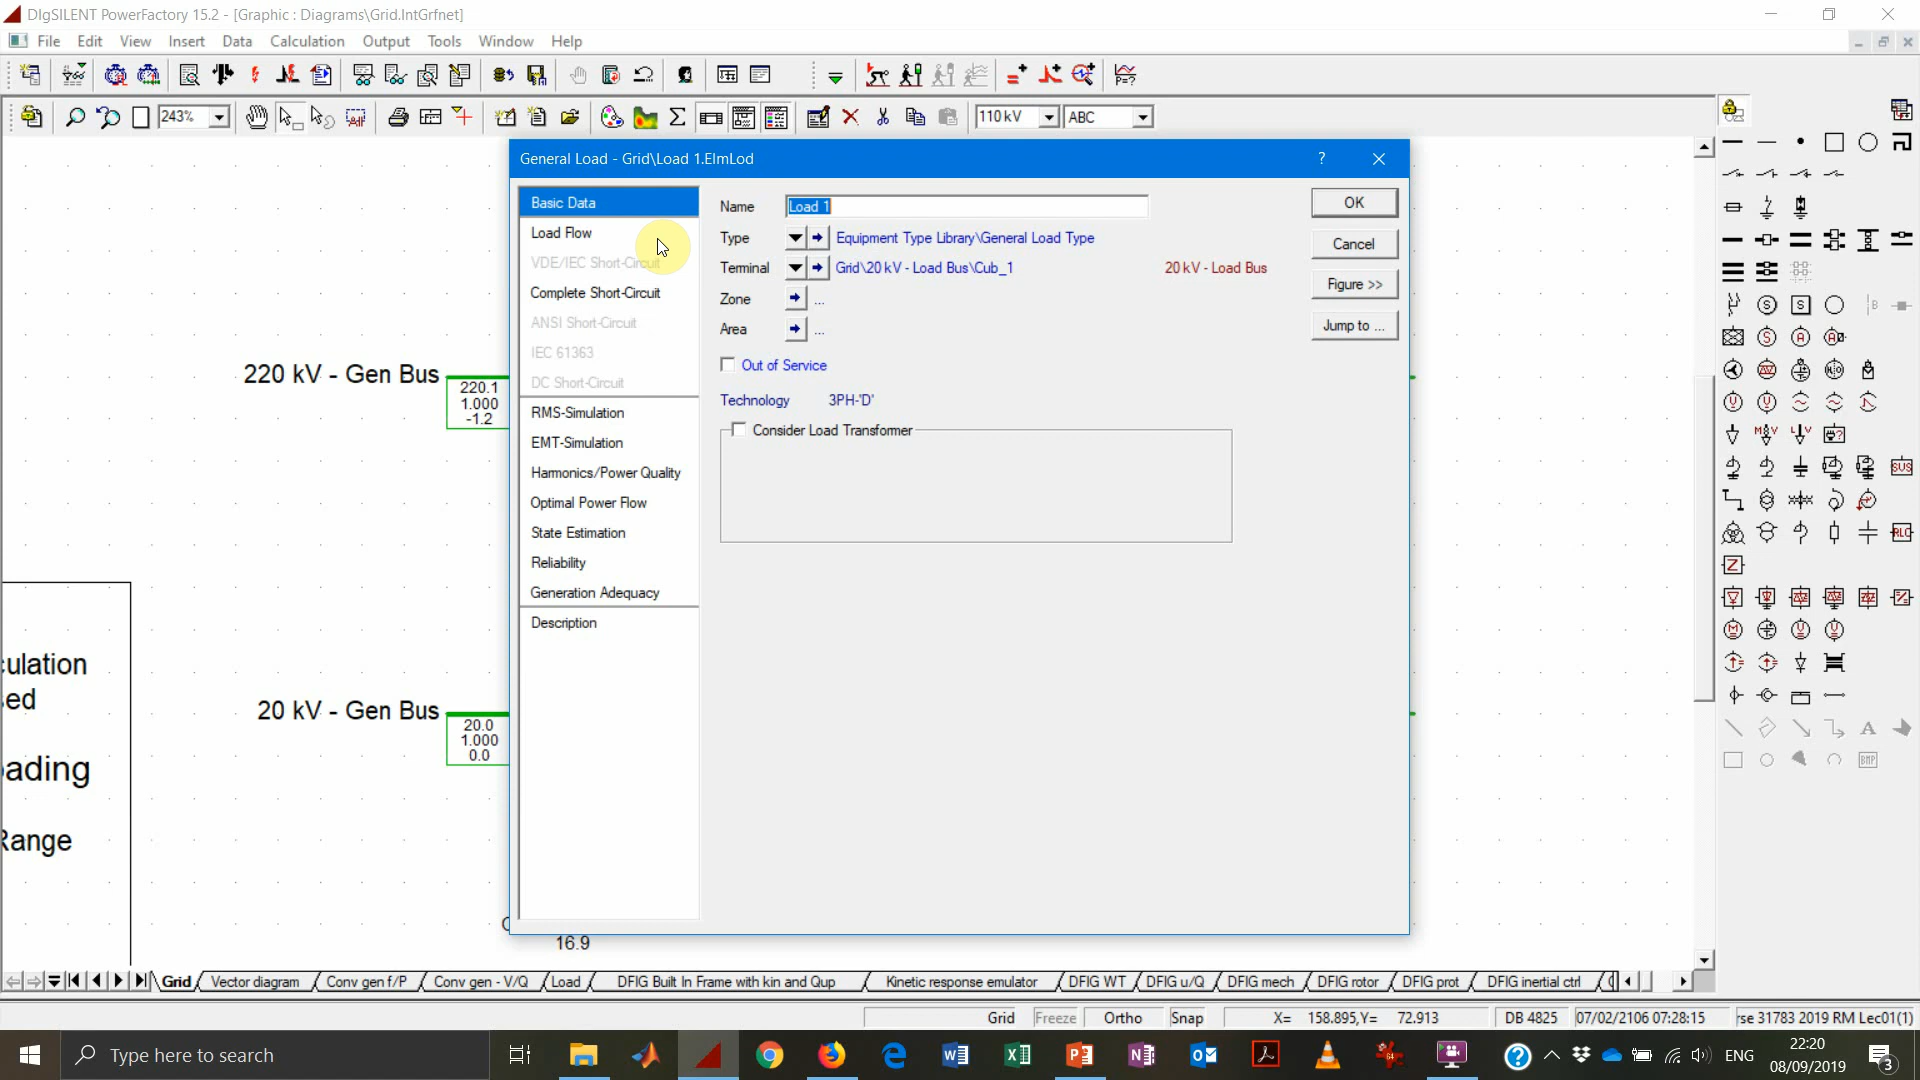 DIgSILENT PowerFactory 15.2 - [Graphic : Diagrams\Grid.IntGrfnet]
File Edit View Insert Data Calculation Output Tools Window Help
243% 110 kV ABC
General Load - Grid\Load 1.ElmLod
Basic Data
Load Flow
VDE/IEC Short-Circuit
Complete Short-Circuit
ANSI Short-Circuit
IEC 61363
DC Short-Circuit
RMS-Simulation
EMT-Simulation
Harmonics/Power Quality
Optimal Power Flow
State Estimation
Reliability
Generation Adequacy
Description
Name Load 1
Type Equipment Type Library\General Load Type
Terminal Grid\20 kV - Load Bus\Cub_1 20 kV - Load Bus
Zone ...
Area ...
Out of Service
Technology 3PH-'D'
Consider Load Transformer
OK
Cancel
Figure >>
Jump to ...
220 kV - Gen Bus
220.1
1.000
-1.2
20 kV - Gen Bus
20.0
1.000
0.0
16.9
culation
ed
ading
Range
Grid Vector diagram Conv gen f/P Conv gen - V/Q Load DFIG Built In Frame with kin and Qup Kinetic response emulator DFIG WT DFIG u/Q DFIG mech DFIG rotor DFIG prot DFIG inertial ctrl
Grid Freeze Ortho Snap X= 158.895,Y= 72.913 DB 4825 07/02/2106 07:28:15 rse 31783 2019 RM Lec01(1)
Type here to search
ENG
22:20
08/09/2019
3